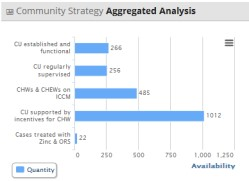 Community Strategy Aggregated Analysis
CU established and
functional
266
CU regularly
supervised
256
CHWs & CHEWs on
ICCM
485
CU supported by
incentives for CHW
1012
Cases treated with
Zinc & ORS
22
0 250 500 750 1,000 1,250
Availability
Quantity